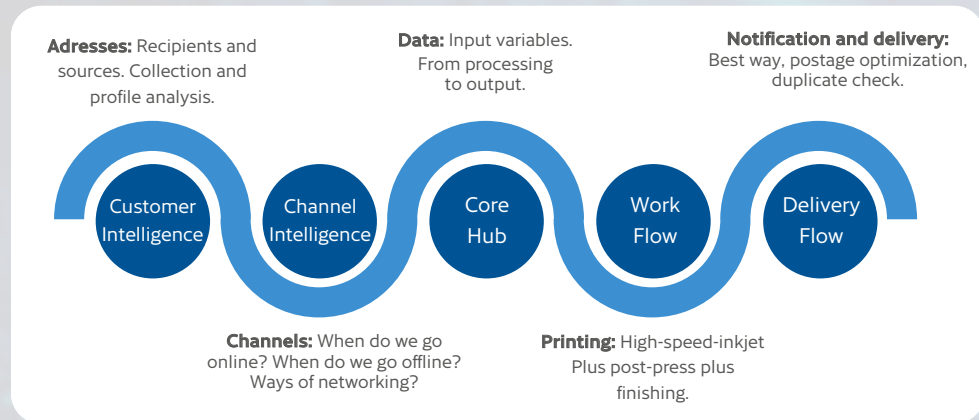 Adresses: Recipients and
sources. Collection and
profile analysis.
Data: Input variables.
From processing
to output.
Notification and delivery:
Best way, postage optimization,
duplicate check.
Customer
Intelligence
Channel
Intelligence
Core
Hub
Work
Flow
Delivery
Flow
Channels: When do we go
online? When do we go offline?
Ways of networking?
Printing: High-speed-inkjet
Plus post-press plus
finishing.